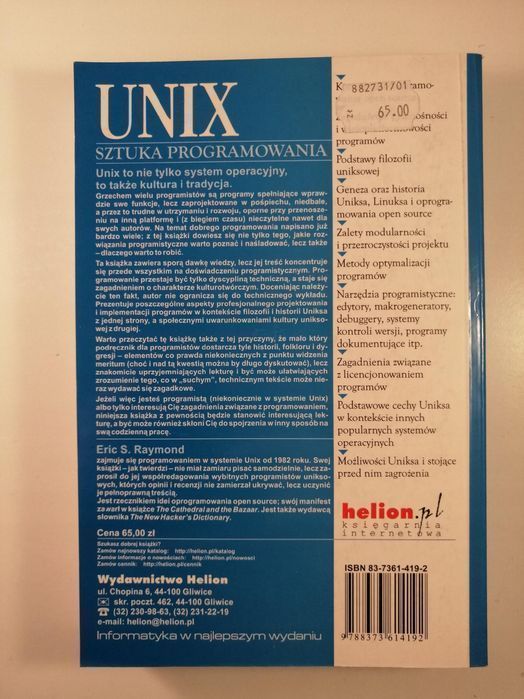 UNIX
SZTUKA PROGRAMOWANIA
Unix to nie tylko system operacyjny,
to także kultura i tradycja.
Grzechem wielu programistów są programy spełniające wpraw-
dzie swe funkcje, lecz zaprojektowane w pośpiechu, niedbale,
a przez to trudne w utrzymaniu i rozwoju, oporne przy przenosze-
niu na inną platformę i (z biegiem czasu) nieczytelne nawet dla
swych autorów. Na temat dobrego programowania napisano już
bardzo wiele; z tej książki dowiesz się nie tylko tego, jakie roz-
wiązania programistyczne warto poznać i naśladować, lecz także
– dlaczego warto to robić.
Ta książka zawiera sporą dawkę wiedzy, lecz jej treść koncentruje
się przede wszystkim na doświadczeniu programistycznym. Pro-
gramowanie przestaje być tylko dyscypliną techniczną, a staje się
zagadnieniem o charakterze kulturotwórczym. Doceniając należy-
cie ten fakt, autor nie ogranicza się do technicznego wykładu.
Prezentuje poszczególne aspekty profesjonalnego projektowania
i implementacji programów w kontekście filozofii i historii Uniksa
z jednej strony, a społecznymi uwarunkowaniami kultury unikso-
wej z drugiej.
Warto przeczytać tę książkę także z tej przyczyny, że mało który
podręcznik dla programistów dostarcza tyle historii, folkloru i dy-
gresji – elementów co prawda niekoniecznych z punktu widzenia
meritum (choć i nad tą kwestią można by długo dyskutować), lecz
znakomicie uprzyjemniających lekturę i być może ułatwiających
zrozumienie tego, co w „suchym”, technicznym tekście może nie-
raz wydawać się zagadkowe.
Jeżeli więc jesteś programistą (niekoniecznie w systemie Unix)
albo tylko interesują Cię zagadnienia związane z programowaniem,
niniejsza książka z pewnością będzie stanowić interesującą lek-
turę, a być może również skłoni Cię do spojrzenia w inny sposób na
swą codzienną pracę.
Eric S. Raymond
zajmuje się programowaniem w systemie Unix od 1982 roku. Swej
książki – jak twierdzi – nie miał zamiaru pisać samodzielnie, lecz za-
prosił do jej współredagowania wybitnych programistów unikso-
wych, których opinii i recenzji nie zamierzał ukrywać, lecz uczynić
je pełnoprawną treścią.
Jest rzecznikiem idei oprogramowania open source; swój manifest
zawarł w książce The Cathedral and the Bazaar. Jest także wydawcą
słownika The New Hacker's Dictionary.
Cena 65,00 zł
Szukasz dobrej książki?
Zamów najnowszy katalog: http://helion.pl/katalog
Zamów informacje o nowościach: http://helion.pl/nowosci
Zamów cennik: http://helion.pl/cennik
Wydawnictwo Helion
ul. Chopina 6, 44-100 Gliwice
skr. poczt. 462, 44-100 Gliwice
(32) 230-98-63, (32) 231-22-19
e-mail: helion@helion.pl
Informatyka w najlepszym wydaniu
882731/01
zł 65.00
programów
Podstawy filozofii
uniksowej
Geneza oraz historia
Uniksa, Linuksa i oprogra-
mowania open source
Zalety modularności
i przezroczystości projektu
Metody optymalizacji
programów
Narzędzia programistyczne:
edytory, makrogeneratory,
debuggery, systemy
kontroli wersji, programy
dokumentujące itp.
Zagadnienia związane
z licencjonowaniem
programów
Podstawowe cechy Uniksa
w kontekście innych
popularnych systemów
operacyjnych
Możliwości Uniksa i stojące
przed nim zagrożenia
helion.pl
księgarnia
internetowa
ISBN 83-7361-419-2
9 788373 614192